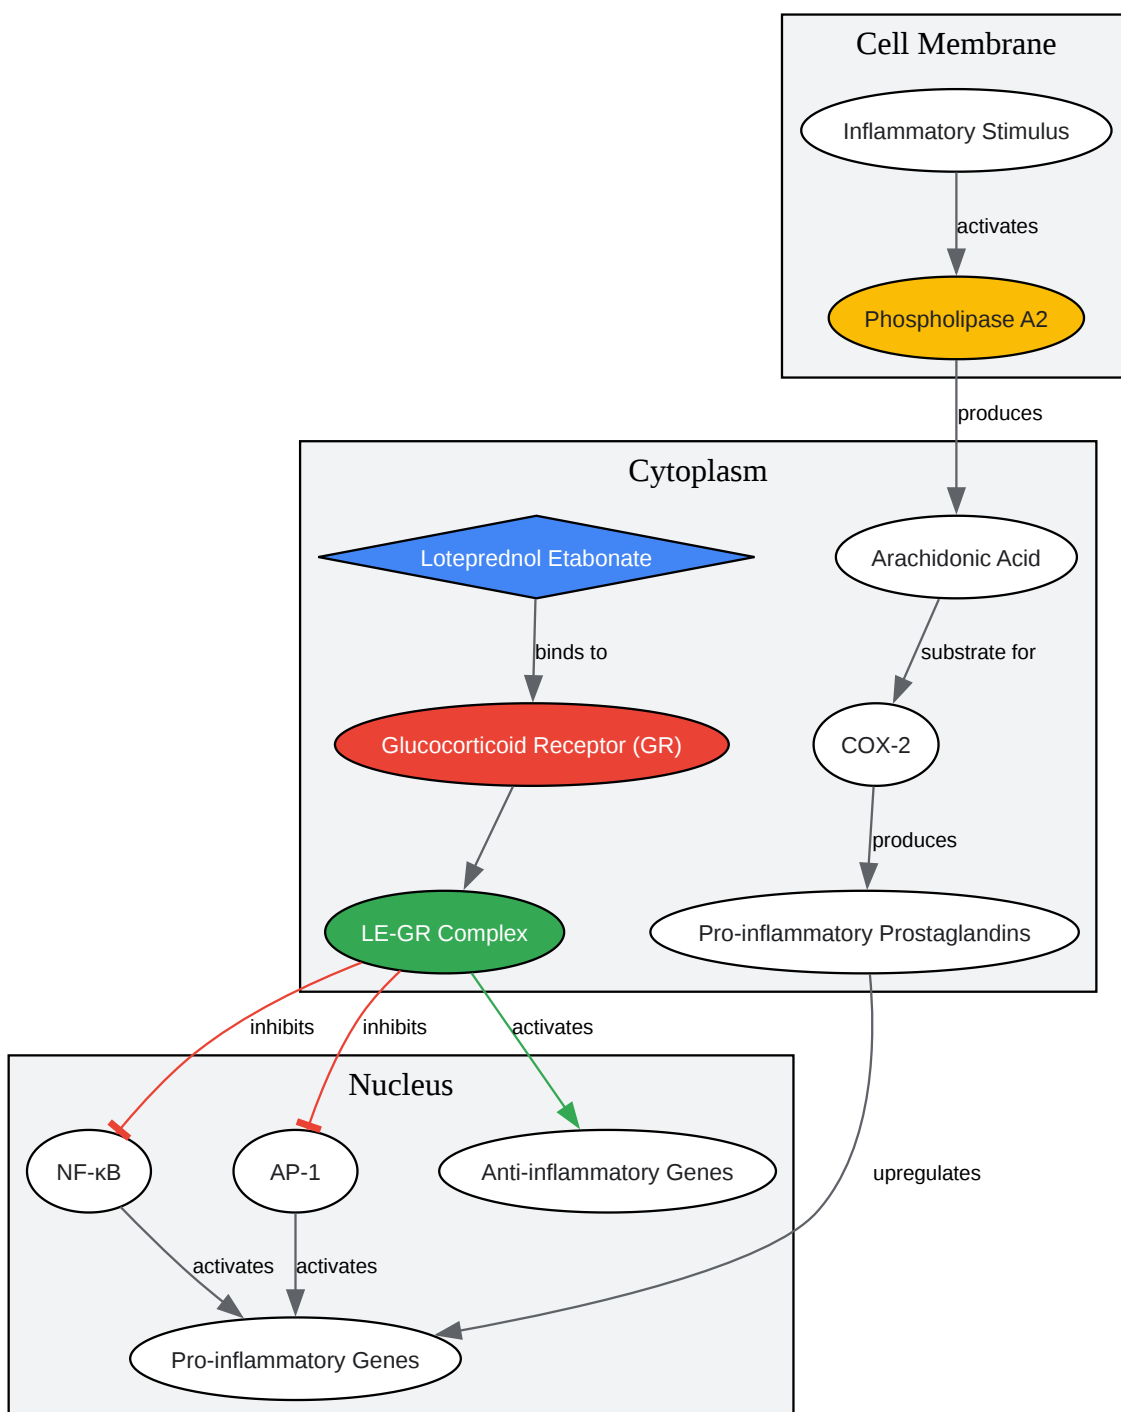 Cell Membrane
Inflammatory Stimulus
activates
Phospholipase A2
produces
Cytoplasm
Loteprednol Etabonate
Arachidonic Acid
binds to
substrate for
Glucocorticoid Receptor (GR)
COX-2
produces
LE-GR Complex
Pro-inflammatory Prostaglandins
inhibits
inhibits
activates
Nucleus
NF-κB
AP-1
Anti-inflammatory Genes
upregulates
activates
activates
Pro-inflammatory Genes